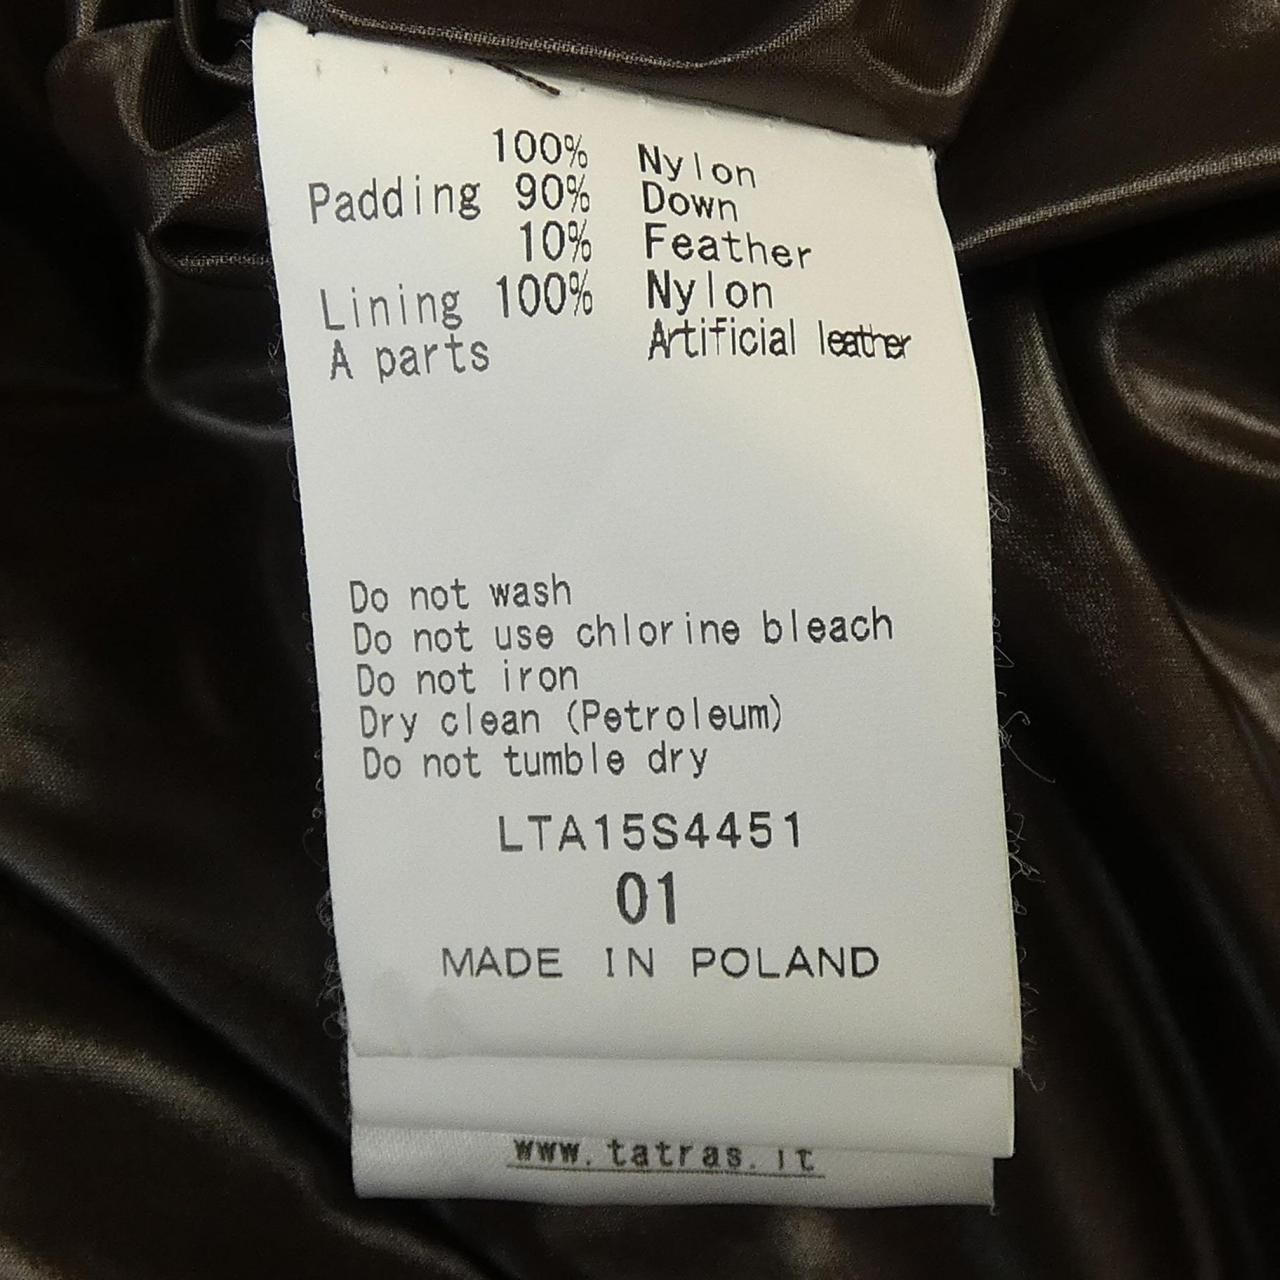 100% Nylon
Padding 90% Down
10% Feather
Lining 100% Nylon
A parts Artificial leather
Do not wash
Do not use chlorine bleach
Do not iron
Dry clean (Petroleum)
Do not tumble dry
LTA15S4451
01
MADE IN POLAND
www.tatras.it